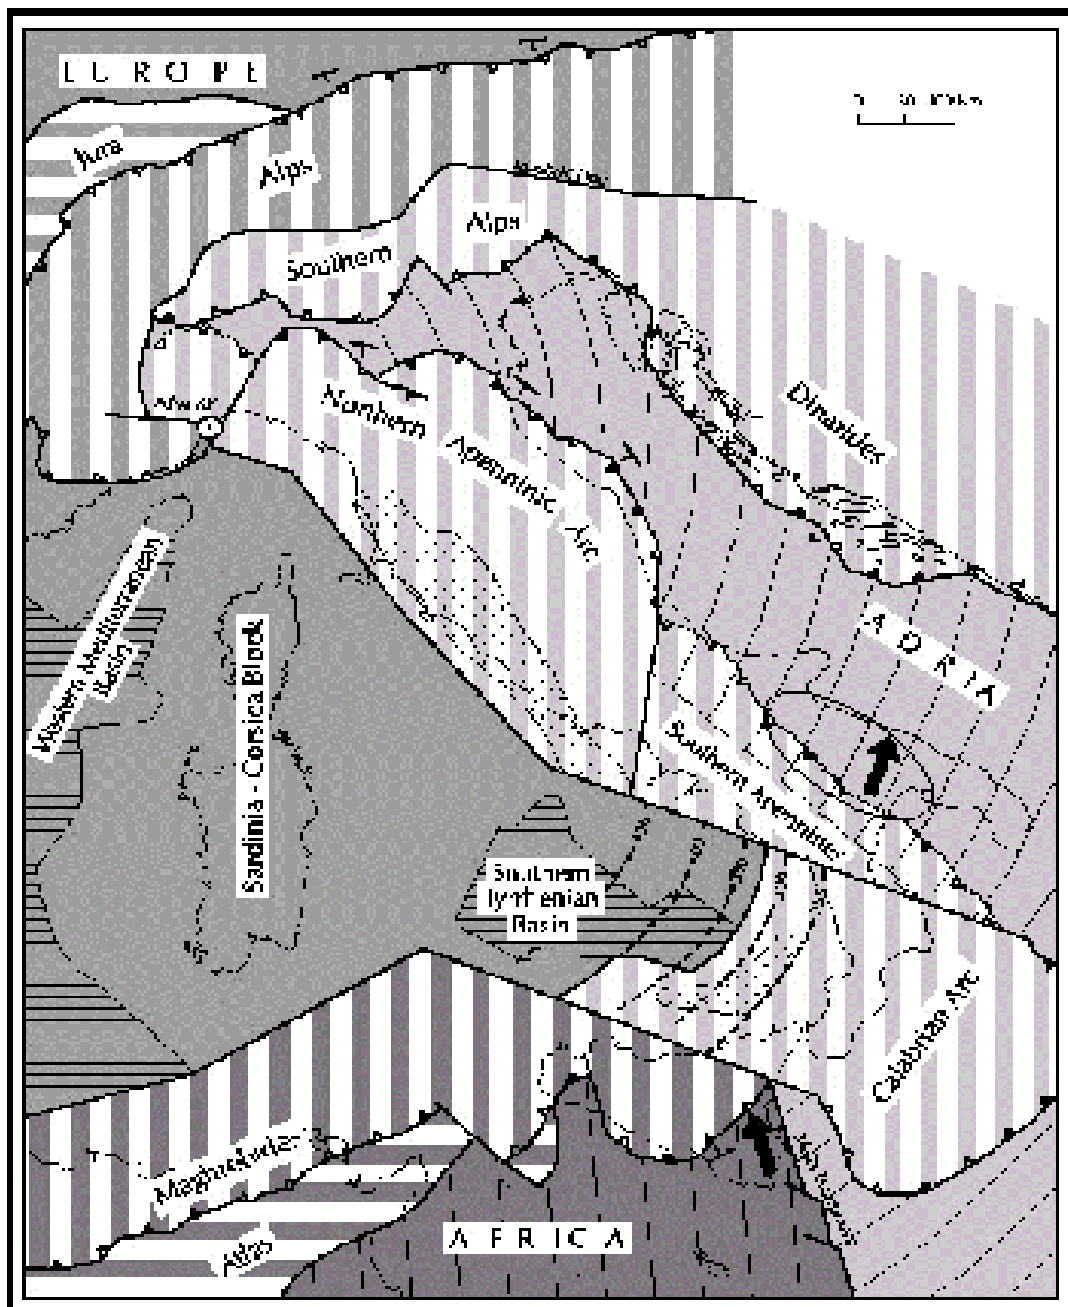 EUROPE
Jura
Alps
Alps
Southern
Northern
Apenninic Arc
Dinarides
Western Mediterranean
Basin
ADRIA
Sardinia - Corsica Block
Southern Apennines
Southern
Tyrrhenian
Basin
Calabrian Arc
Maghrebides
Atlas
AFRICA